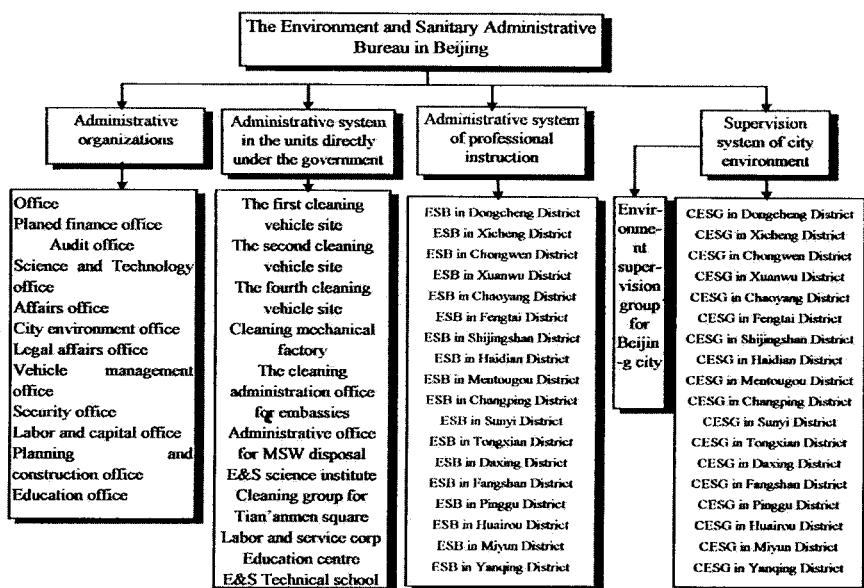 The Environment and Sanitary Administrative
Bureau in Beijing
Administrative
organizations
Administrative system
in the units directly
under the government
Administrative system
of professional
instruction
Supervision
system of city
environment
Office
Planed finance office
Audit office
Science and Technology
office
Affairs office
City environment office
Legal affairs office
Vehicle management
office
Security office
Labor and capital office
Planning and
construction office
Education office
The first cleaning
vehicle site
The second cleaning
vehicle site
The fourth cleaning
vehicle site
Cleaning mechanical
factory
The cleaning
administration office
for embassies
Administrative office
for MSW disposal
E&S science institute
Cleaning group for
Tian'anmen square
Labor and service corp
Education centre
E&S Technical school
ESB in Dongcheng District
ESB in Xicheng District
ESB in Chongwen District
ESB in Xuanwu District
ESB in Chaoyang District
ESB in Fengtai District
ESB in Shijingshan District
ESB in Haidian District
ESB in Mentougou District
ESB in Changping District
ESB in Sunyi District
ESB in Tongxian District
ESB in Daxing District
ESB in Fangshan District
ESB in Pinggu District
ESB in Huairou District
ESB in Miyun District
ESB in Yanqing District
Envir-
onme-
nt
super-
vision
group
for
Beijin
-g city
CESG in Dongcheng District
CESG in Xicheng District
CESG in Chongwen District
CESG in Xuanwu District
CESG in Chaoyang District
CESG in Fengtai District
CESG in Shijingshan District
CESG in Haidian District
CESG in Mentougou District
CESG in Changping District
CESG in Sunyi District
CESG in Tongxian District
CESG in Daxing District
CESG in Fangshan District
CESG in Pinggu District
CESG in Huairou District
CESG in Miyun District
CESG in Yanqing District